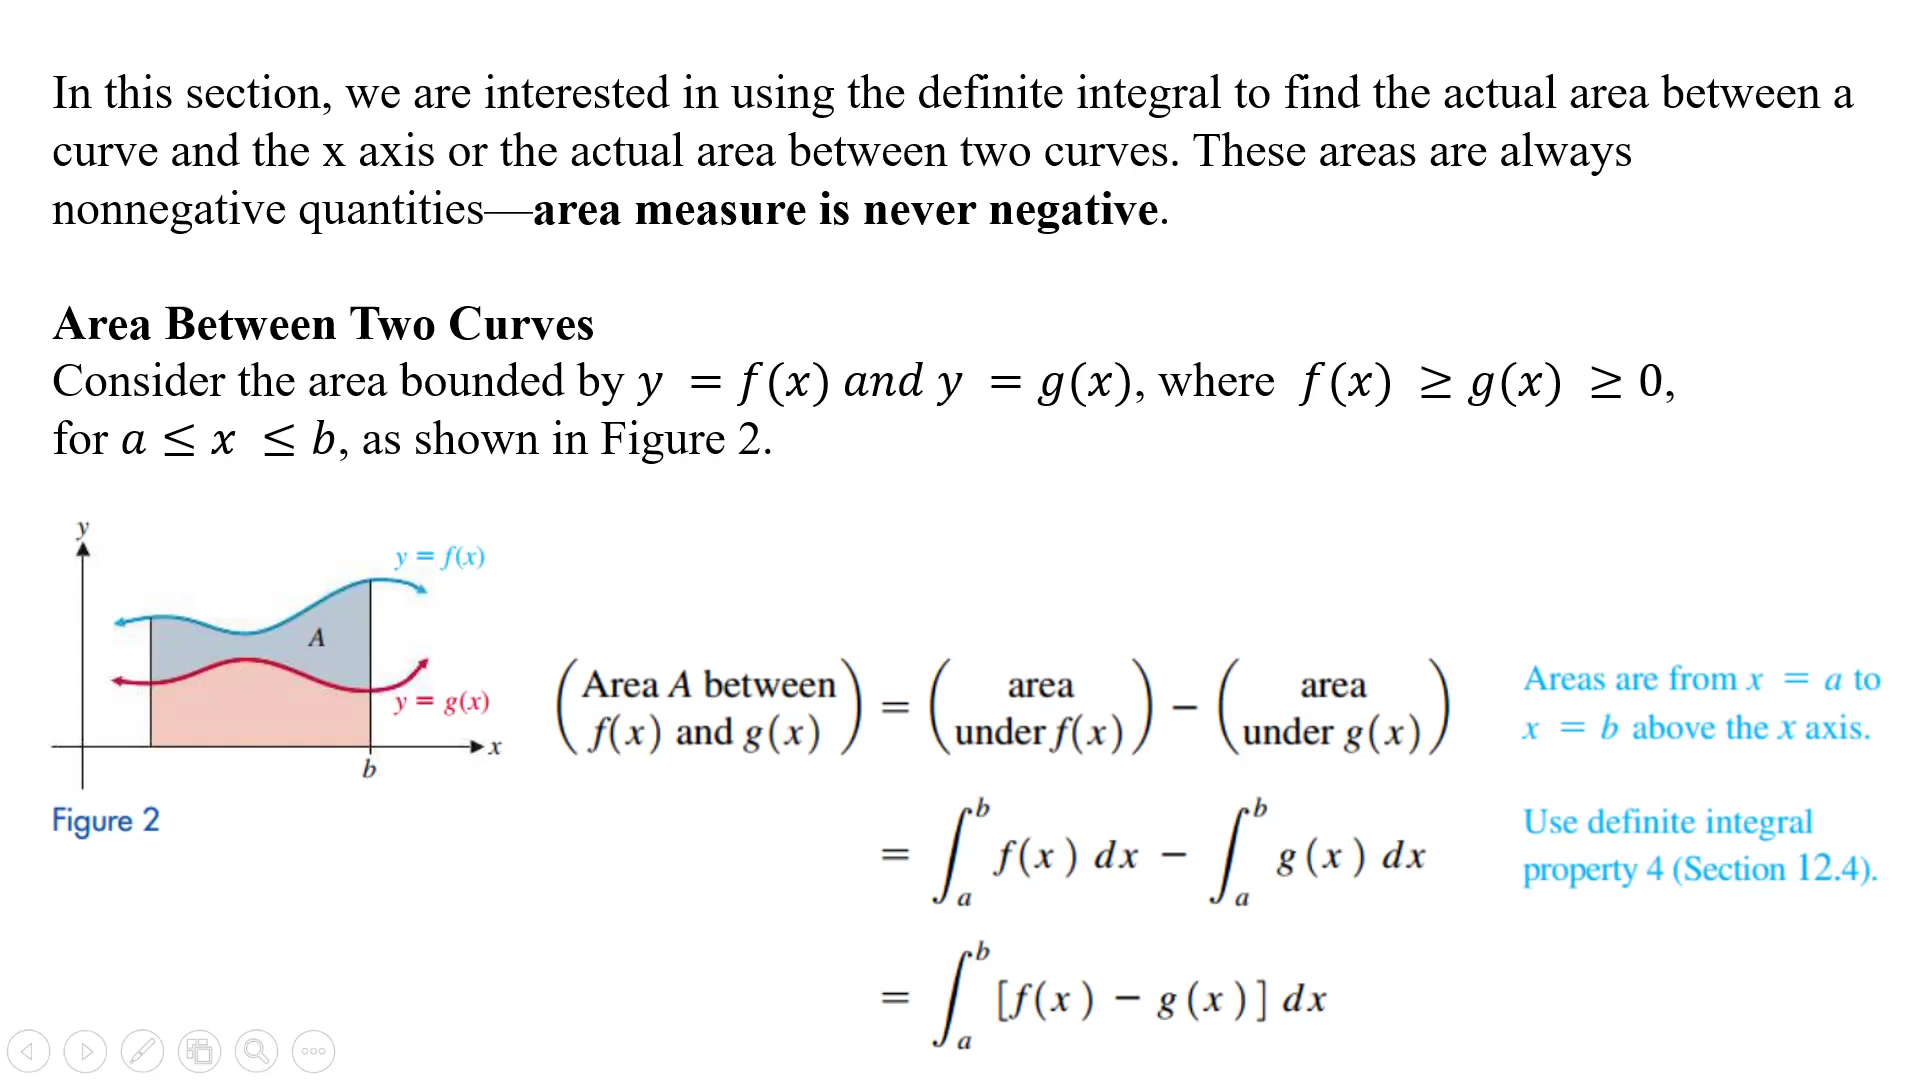 In this section, we are interested in using the definite integral to find the actual area between a
curve and the x axis or the actual area between two curves. These areas are always
nonnegative quantities—area measure is never negative.
Area Between Two Curves
Consider the area bounded by y = f(x) and y = g(x), where f(x) ≥ g(x) ≥ 0,
for a ≤ x ≤ b, as shown in Figure 2.
y
y = f(x)
A
y = g(x)
x
b
Figure 2
(Area A between f(x) and g(x)) = (area under f(x)) − (area under g(x))
Areas are from x = a to
x = b above the x axis.
= ∫_a^b f(x) dx − ∫_a^b g(x) dx
Use definite integral
property 4 (Section 12.4).
= ∫_a^b [f(x) − g(x)] dx